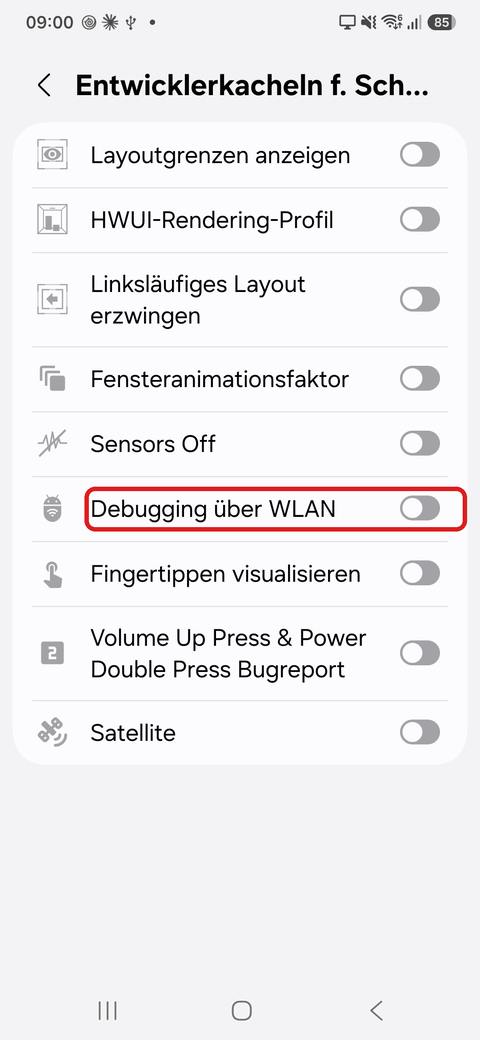 09:00
85
Entwicklerkacheln f. Sch...
Layoutgrenzen anzeigen
HWUI-Rendering-Profil
Linksläufiges Layout
erzwingen
Fensteranimationsfaktor
Sensors Off
Debugging über WLAN
Fingertippen visualisieren
2
Volume Up Press & Power
Double Press Bugreport
Satellite